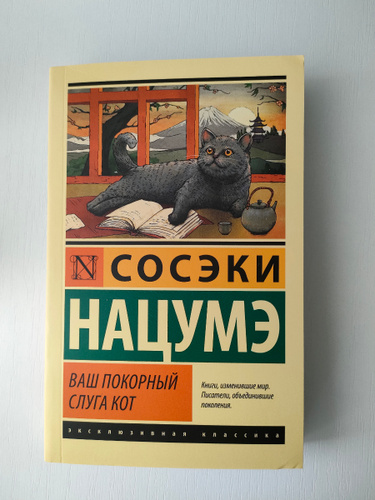 N СОСЭКИ
НАЦУМЭ
ВАШ ПОКОРНЫЙ
СЛУГА КОТ
Книги, изменившие мир.
Писатели, объединившие
поколения.
эксклюзивная классика